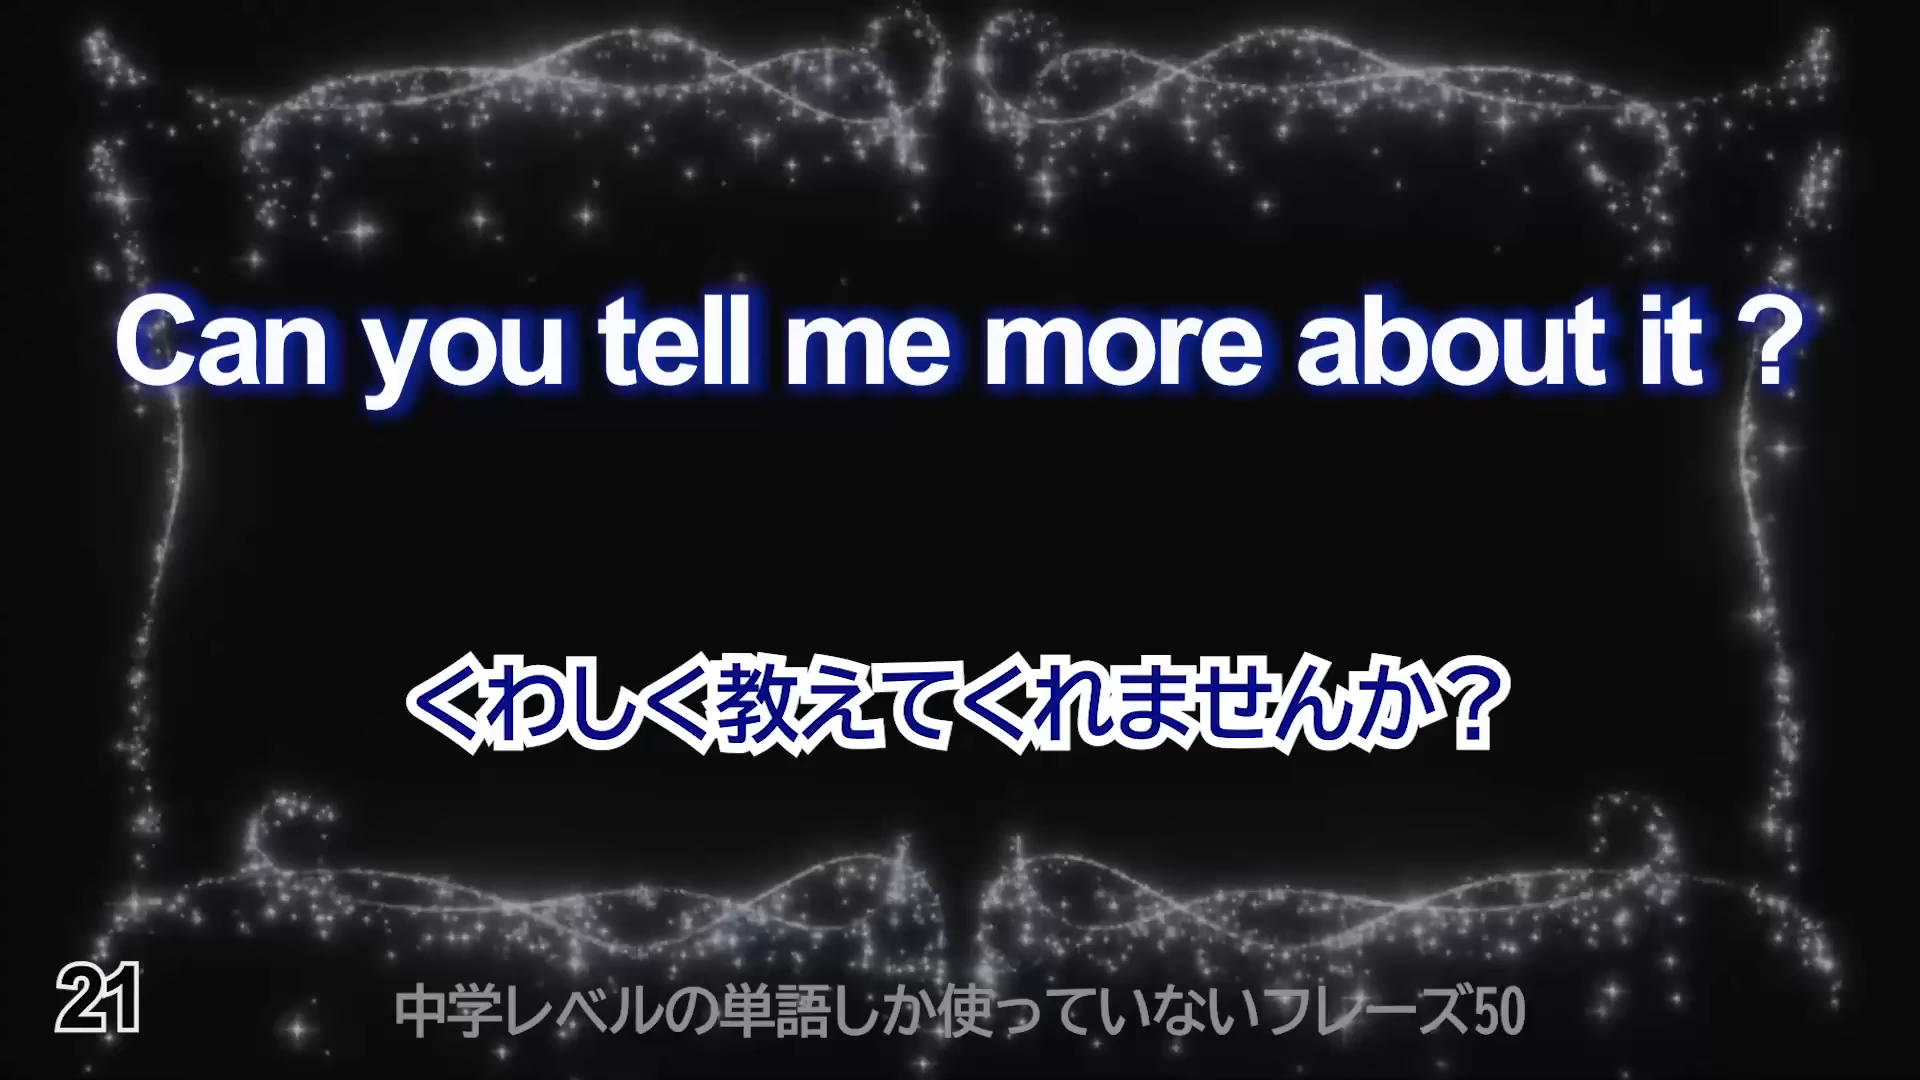 Can you tell me more about it ?
くわしく教えてくれませんか?
21
中学レベルの単語しか使っていないフレーズ50